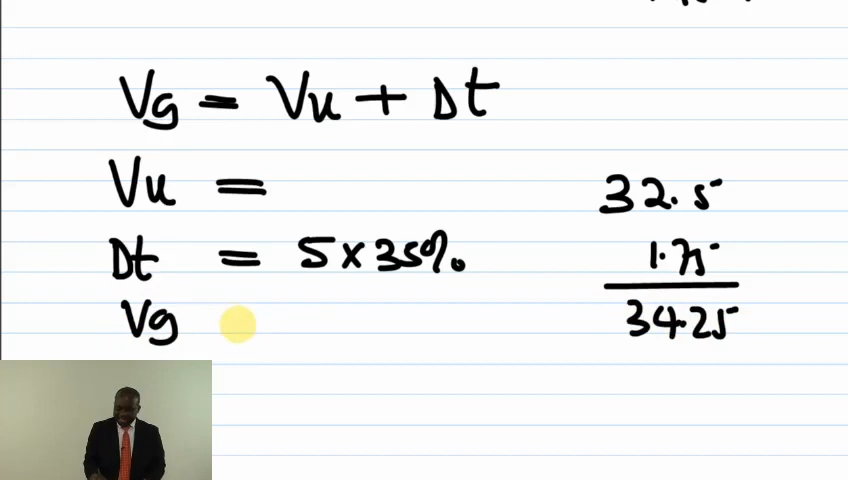 Vg = Vu + Dt
Vu = 32.5
Dt = 5 x 35% 1.75
Vg 34.25